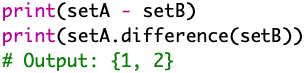 print(setA - setB)
print(setA.difference(setB))
# Output: {1, 2}